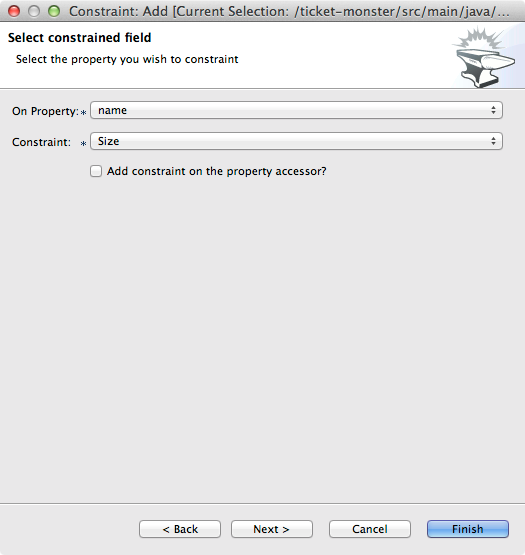 Constraint: Add [Current Selection: /ticket-monster/src/main/java/...
Select constrained field
Select the property you wish to constraint
On Property:* name
Constraint: * Size
Add constraint on the property accessor?
< Back Next > Cancel Finish